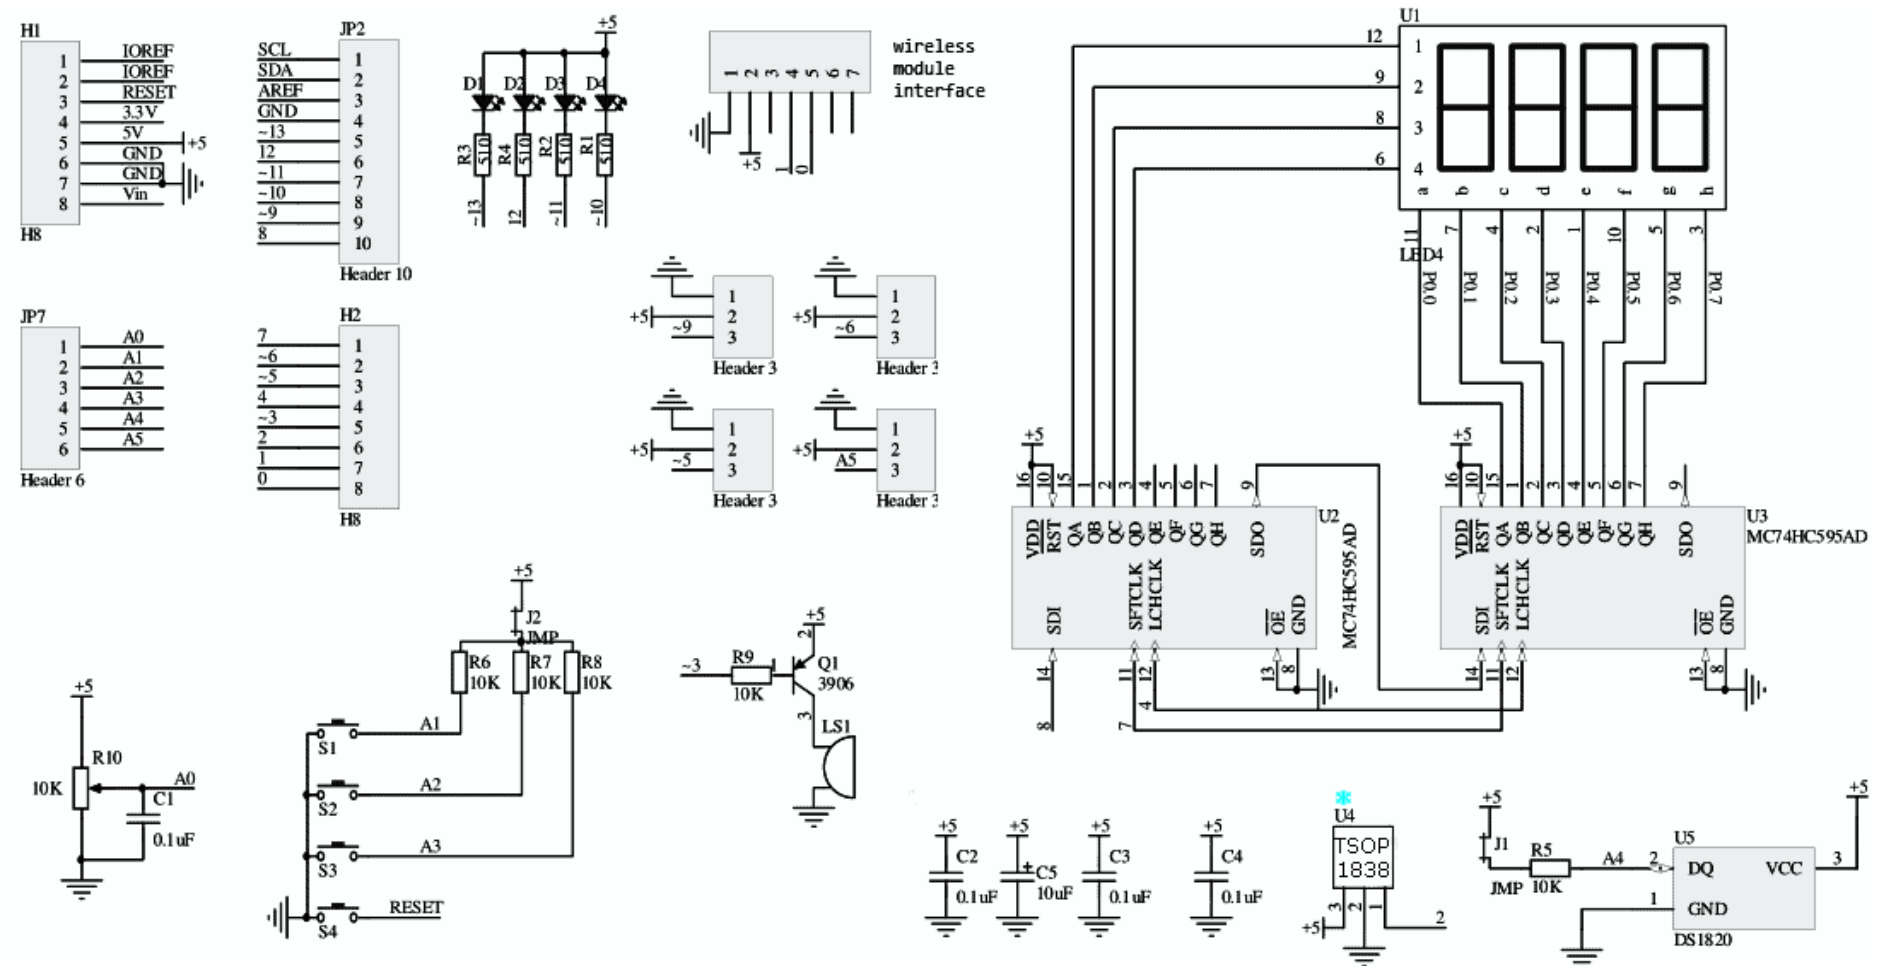 H1
IOREF
1
IOREF
2
RESET
3
3.3V
4
5V
5
+5
GND
6
GND
7
Vin
8
H8
JP2
SCL
1
SDA
2
AREF
3
GND
4
~13
5
12
6
~11
7
~10
8
~9
9
8
10
Header 10
+5
D1 D2 D3 D4
R3 510
R4 510
R2 510
R1 510
~13
12
~11
~10
1 2 3 4 5 6 7
+5
1
0
wireless
module
interface
U1
12 1
9 2
8 3
6 4
a b c d e f g h
11 7 4 2 1 10 5 3
LED4
P0.0 P0.1 P0.2 P0.3 P0.4 P0.5 P0.6 P0.7
JP7
A0
1
A1
2
A2
3
A3
4
A4
5
A5
6
Header 6
H2
7
1
~6
2
~5
3
4
4
~3
5
2
6
1
7
0
8
H8
1
+5 2
~9 3
Header 3
1
+5 2
~6 3
Header 3
1
+5 2
~5 3
Header 3
1
+5 2
A5 3
Header 3
+5
16 10 15 1 2 3 4 5 6 7 9
VDD RST QA QB QC QD QE QF QG QH SDO
U2
MC74HC595AD
SDI SFTCLK LCHCLK OE GND
14 11 12 13 8
8 7 4
+5
16 10 15 1 2 3 4 5 6 7 9
VDD RST QA QB QC QD QE QF QG QH SDO
U3
MC74HC595AD
SDI SFTCLK LCHCLK OE GND
14 11 12 13 8
+5
R10
10K
A0
C1
0.1uF
+5
J2
JMP
R6
10K
R7
10K
R8
10K
A1
S1
A2
S2
A3
S3
RESET
S4
+5
2
~3
R9
10K
1
Q1
3906
3
LS1
+5
C2
0.1uF
+5
+
C5
10uF
+5
C3
0.1uF
+5
C4
0.1uF
*
U4
TSOP
1838
3 2 1
+5
2
+5
J1
JMP
R5
10K
A4
2
U5
DQ
VCC
3
+5
1
GND
DS1820